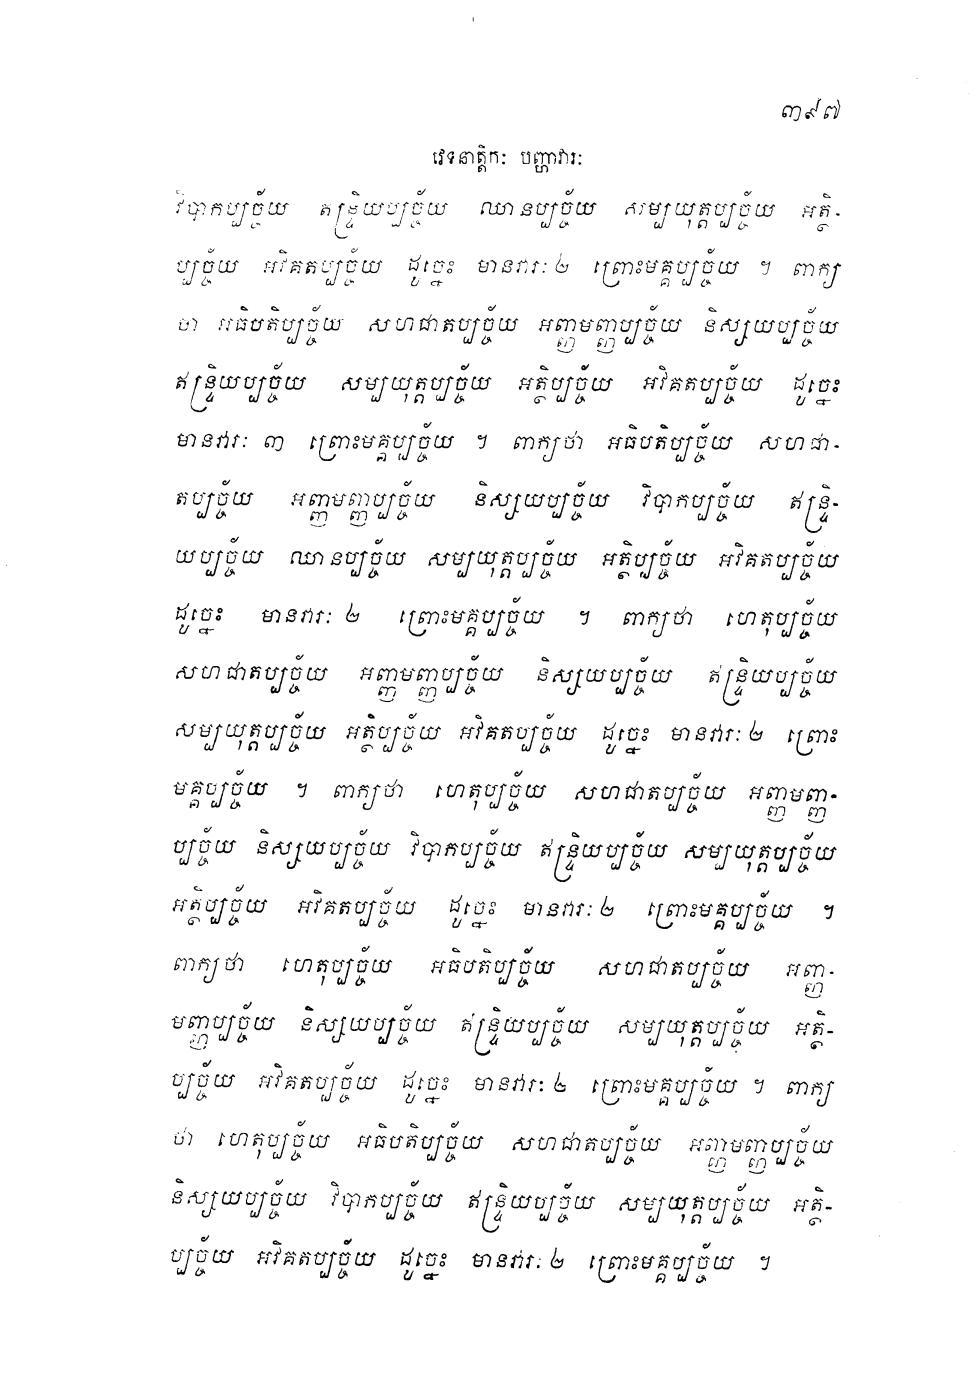 ៣៩៧
វេទនាត្តិកៈ បញ្ហាវារៈ
វិបាកប្បច្ច័យ ឥន្ទ្រិយប្បច្ច័យ ឈានប្បច្ច័យ សម្បយុត្តប្បច្ច័យ អត្ថិ-
ប្បច្ច័យ អវិគតប្បច្ច័យ ដូច្នេះ មានវារៈ ២ ព្រោះមគ្គប្បច្ច័យ ។ ពាក្យ
ថា អធិបតិប្បច្ច័យ សហជាតប្បច្ច័យ អញ្ញមញ្ញប្បច្ច័យ និស្សយប្បច្ច័យ
ឥន្ទ្រិយប្បច្ច័យ សម្បយុត្តប្បច្ច័យ អត្ថិប្បច្ច័យ អវិគតប្បច្ច័យ ដូច្នេះ
មានវារៈ ៣ ព្រោះមគ្គប្បច្ច័យ ។ ពាក្យថា អធិបតិប្បច្ច័យ សហជា-
តប្បច្ច័យ អញ្ញមញ្ញប្បច្ច័យ និស្សយប្បច្ច័យ វិបាកប្បច្ច័យ ឥន្ទ្រិ-
យប្បច្ច័យ ឈានប្បច្ច័យ សម្បយុត្តប្បច្ច័យ អត្ថិប្បច្ច័យ អវិគតប្បច្ច័យ
ដូច្នេះ មានវារៈ ២ ព្រោះមគ្គប្បច្ច័យ ។ ពាក្យថា ហេតុប្បច្ច័យ
សហជាតប្បច្ច័យ អញ្ញមញ្ញប្បច្ច័យ និស្សយប្បច្ច័យ ឥន្ទ្រិយប្បច្ច័យ
សម្បយុត្តប្បច្ច័យ អត្ថិប្បច្ច័យ អវិគតប្បច្ច័យ ដូច្នេះ មានវារៈ ២ ព្រោះ
មគ្គប្បច្ច័យ ។ ពាក្យថា ហេតុប្បច្ច័យ សហជាតប្បច្ច័យ អញ្ញមញ្ញ-
ប្បច្ច័យ និស្សយប្បច្ច័យ វិបាកប្បច្ច័យ ឥន្ទ្រិយប្បច្ច័យ សម្បយុត្តប្បច្ច័យ
អត្ថិប្បច្ច័យ អវិគតប្បច្ច័យ ដូច្នេះ មានវារៈ ២ ព្រោះមគ្គប្បច្ច័យ ។
ពាក្យថា ហេតុប្បច្ច័យ អធិបតិប្បច្ច័យ សហជាតប្បច្ច័យ អញ្ញ-
មញ្ញប្បច្ច័យ និស្សយប្បច្ច័យ ឥន្ទ្រិយប្បច្ច័យ សម្បយុត្តប្បច្ច័យ អត្ថិ-
ប្បច្ច័យ អវិគតប្បច្ច័យ ដូច្នេះ មានវារៈ ២ ព្រោះមគ្គប្បច្ច័យ ។ ពាក្យ
ថា ហេតុប្បច្ច័យ អធិបតិប្បច្ច័យ សហជាតប្បច្ច័យ អញ្ញមញ្ញប្បច្ច័យ
និស្សយប្បច្ច័យ វិបាកប្បច្ច័យ ឥន្ទ្រិយប្បច្ច័យ សម្បយុត្តប្បច្ច័យ អត្ថិ-
ប្បច្ច័យ អវិគតប្បច្ច័យ ដូច្នេះ មានវារៈ ២ ព្រោះមគ្គប្បច្ច័យ ។